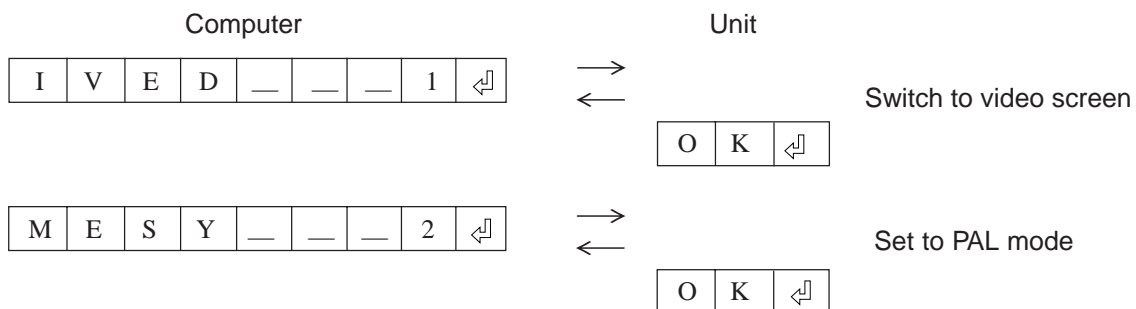 Computer Unit
I V E D _ _ _ 1 ⏎
Switch to video screen
O K ⏎
M E S Y _ _ _ 2 ⏎
Set to PAL mode
O K ⏎